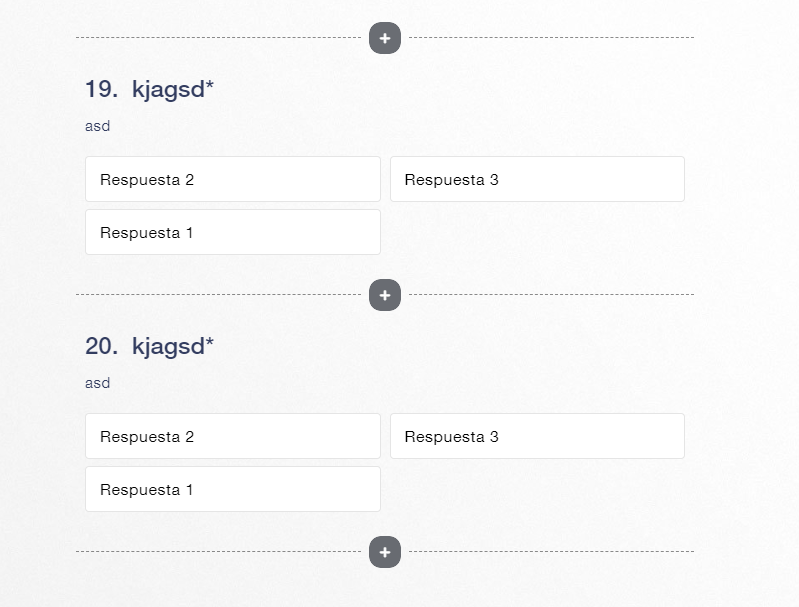 19. kjagsd*
asd
Respuesta 2
Respuesta 3
Respuesta 1
20. kjagsd*
asd
Respuesta 2
Respuesta 3
Respuesta 1